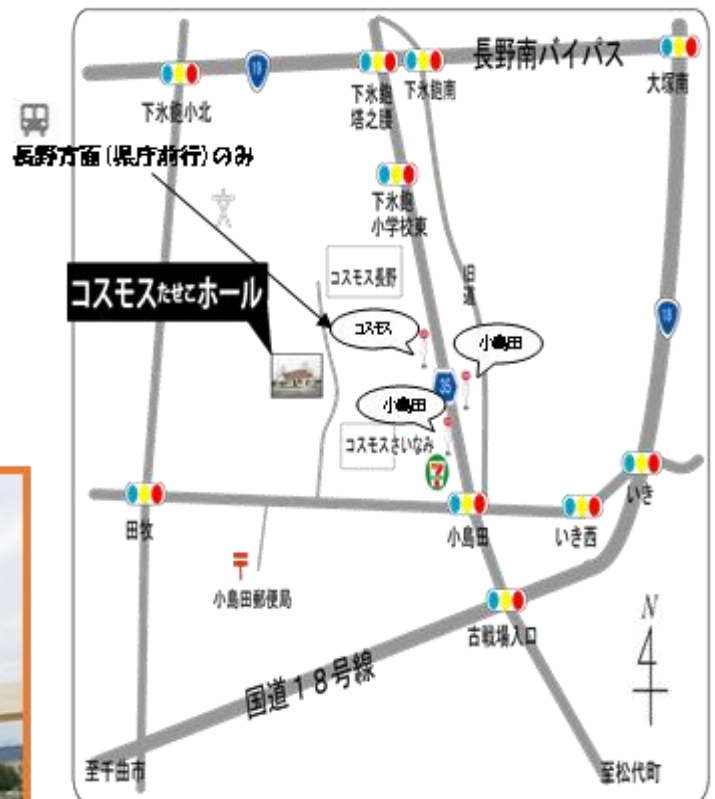 長野南バイパス
19
大塚南
下氷鉋小北
下氷鉋
塔之腰
下氷鉋南
長野方面(県庁前行)のみ
下氷鉋
小学校東
コスモス長野
旧道
コスモスたせこホール
コスモス
小島田
18
35
小島田
コスモスさいなみ
7
いき
田牧
小島田
いき西
小島田郵便局
古戦場入口
N
国道18号線
至千曲市
至松代町